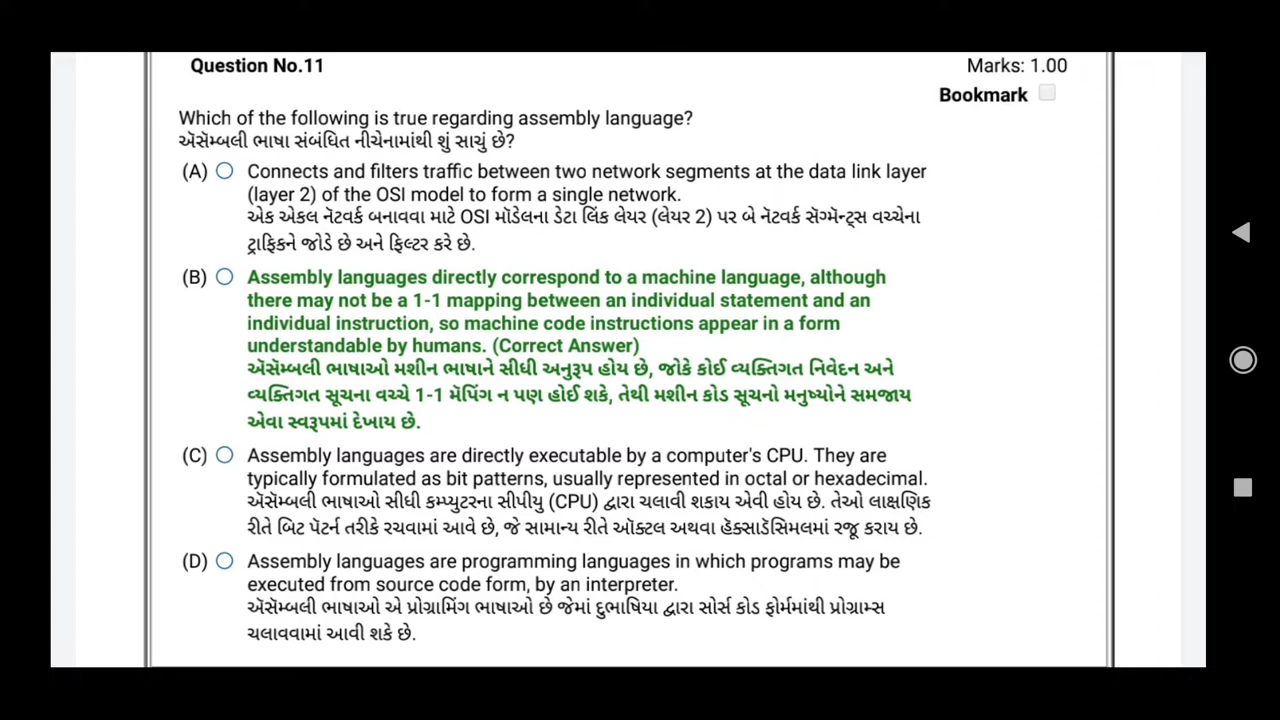 Question No.11
Marks: 1.00
Bookmark
Which of the following is true regarding assembly language?
ઍસૅમ્બલી ભાષા સંબંધિત નીચેનામાંથી શું સાચું છે?
(A) Connects and filters traffic between two network segments at the data link layer
(layer 2) of the OSI model to form a single network.
એક એકલ નૅટવર્ક બનાવવા માટે OSI મૉડેલના ડેટા લિંક લેયર (લેયર 2) પર બે નૅટવર્ક સૅગ્મૅન્ટ્સ વચ્ચેના
ટ્રાફિકને જોડે છે અને ફિલ્ટર કરે છે.
(B) Assembly languages directly correspond to a machine language, although
there may not be a 1-1 mapping between an individual statement and an
individual instruction, so machine code instructions appear in a form
understandable by humans. (Correct Answer)
ઍસૅમ્બલી ભાષાઓ મશીન ભાષાને સીધી અનુરૂપ હોય છે, જોકે કોઈ વ્યક્તિગત નિવેદન અને
વ્યક્તિગત સૂચના વચ્ચે 1-1 મૅપિંગ ન પણ હોઈ શકે, તેથી મશીન કોડ સૂચનો મનુષ્યોને સમજાય
એવા સ્વરૂપમાં દેખાય છે.
(C) Assembly languages are directly executable by a computer's CPU. They are
typically formulated as bit patterns, usually represented in octal or hexadecimal.
ઍસૅમ્બલી ભાષાઓ સીધી કમ્પ્યુટરના સીપીયુ (CPU) દ્વારા ચલાવી શકાય એવી હોય છે. તેઓ લાક્ષણિક
રીતે બિટ પૅટર્ન તરીકે રચવામાં આવે છે, જે સામાન્ય રીતે ઑક્ટલ અથવા હૅક્સાડૅસિમલમાં રજૂ કરાય છે.
(D) Assembly languages are programming languages in which programs may be
executed from source code form, by an interpreter.
ઍસૅમ્બલી ભાષાઓ એ પ્રોગ્રામિંગ ભાષાઓ છે જેમાં દુભાષિયા દ્વારા સોર્સ કોડ ફોર્મમાંથી પ્રોગ્રામ્સ
ચલાવવામાં આવી શકે છે.